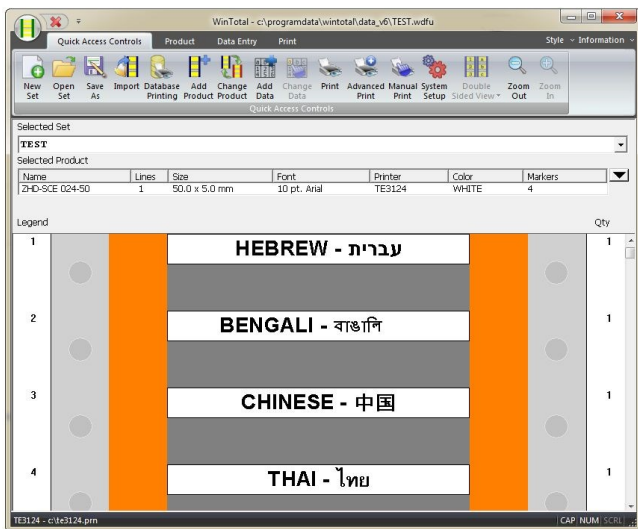 WinTotal - c:\programdata\wintotal\data_v6\TEST.wdfu
Quick Access Controls Product Data Entry Print Style Information
New Set Open Set Save As Import Database Printing Add Product Change Product Add Data Change Data Print Advanced Print Manual Print System Setup Double Sided View Zoom Out Zoom In
Quick Access Controls
Selected Set
TEST
Selected Product
Name Lines Size Font Printer Color Markers
ZHD-SCE 024-50 1 50.0 x 5.0 mm 10 pt. Arial TE3124 WHITE 4
Legend Qty
1 HEBREW - עברית 1
2 BENGALI - বাঙালি 1
3 CHINESE - 中国 1
4 THAI - ไทย 1
TE3124 - c:\te3124.prn CAP NUM SCRL